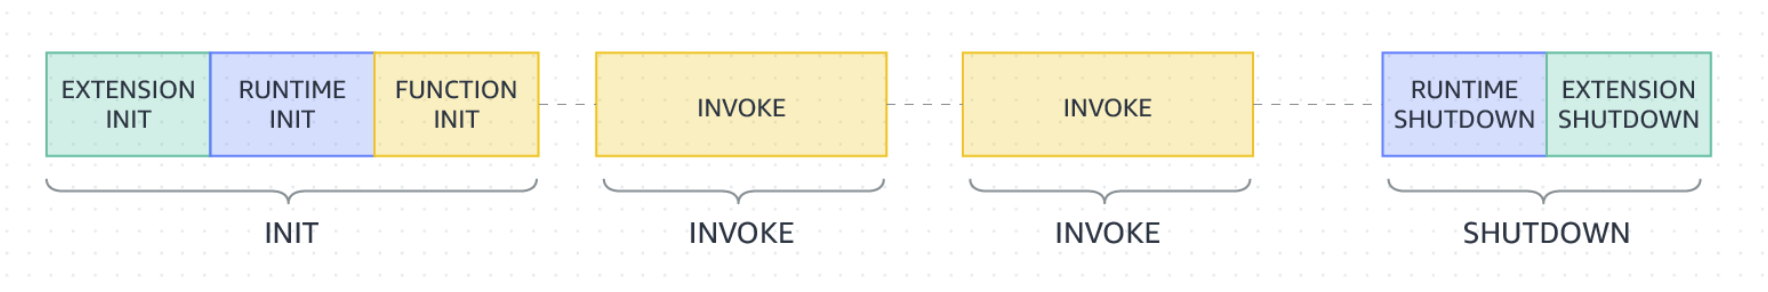 EXTENSION
INIT
RUNTIME
INIT
FUNCTION
INIT
INVOKE
INVOKE
RUNTIME
SHUTDOWN
EXTENSION
SHUTDOWN
INIT
INVOKE
INVOKE
SHUTDOWN